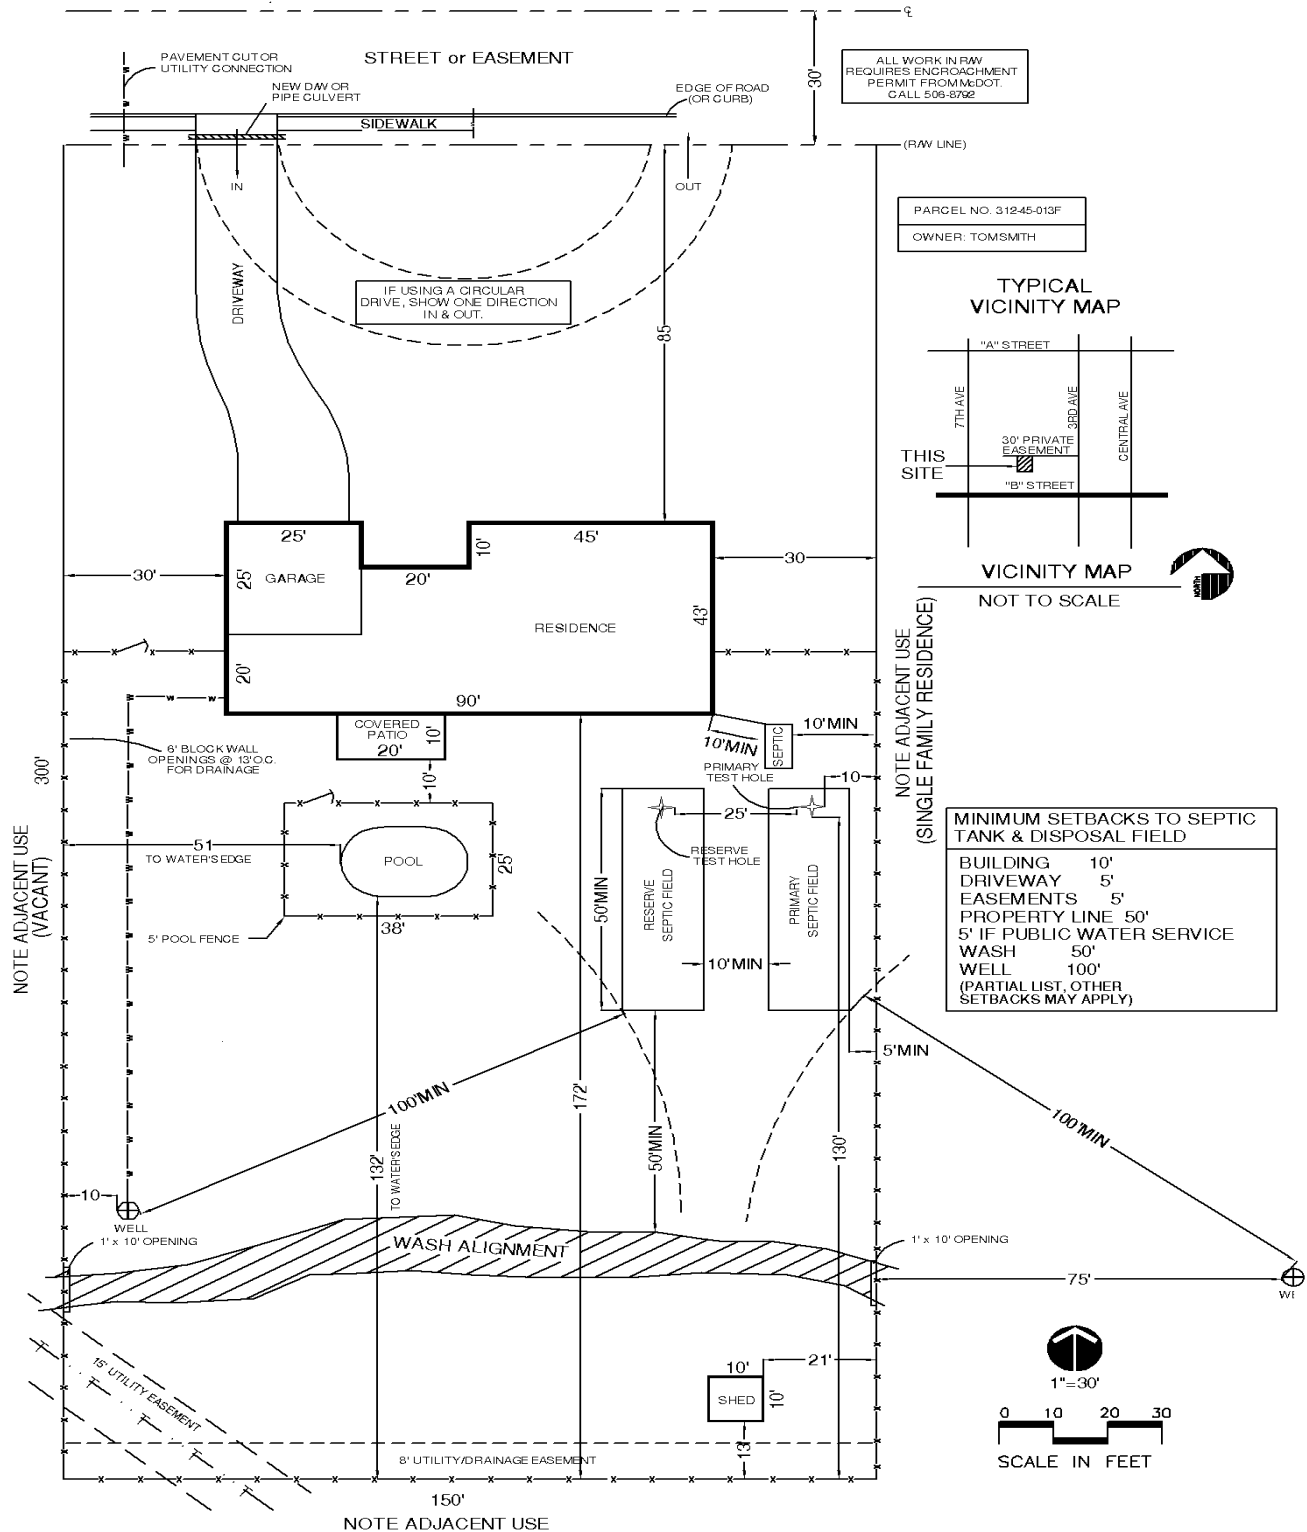 PAVEMENT CUT OR
UTILITY CONNECTION
STREET or EASEMENT
NEW D/W OR
PIPE CULVERT
EDGE OF ROAD
(OR CURB)
SIDEWALK
30'
ALL WORK IN R/W
REQUIRES ENCROACHMENT
PERMIT FROM McDOT.
CALL 506-8792
(R/W LINE)
IN
OUT
DRIVEWAY
IF USING A CIRCULAR
DRIVE, SHOW ONE DIRECTION
IN & OUT.
85
PARCEL NO. 312-45-013F
OWNER: TOM SMITH
TYPICAL
VICINITY MAP
"A" STREET
7TH AVE
3RD AVE
CENTRAL AVE
30' PRIVATE
EASEMENT
THIS
SITE
"B" STREET
VICINITY MAP
NOT TO SCALE
NORTH
25'
45'
10'
20'
25'
GARAGE
30'
30
RESIDENCE
43'
20'
90'
COVERED
PATIO
20'
10'
10'
6' BLOCK WALL
OPENINGS @ 13' O.C.
FOR DRAINAGE
300'
NOTE ADJACENT USE
(VACANT)
NOTE ADJACENT USE
(SINGLE FAMILY RESIDENCE)
10'MIN
10'MIN
SEPTIC
PRIMARY
TEST HOLE
10
25'
RESERVE
TEST HOLE
51
TO WATER'S EDGE
POOL
25'
38'
5' POOL FENCE
50'MIN
RESERVE
SEPTIC FIELD
PRIMARY
SEPTIC FIELD
10'MIN
5'MIN
MINIMUM SETBACKS TO SEPTIC
TANK & DISPOSAL FIELD
BUILDING 10'
DRIVEWAY 5'
EASEMENTS 5'
PROPERTY LINE 50'
5' IF PUBLIC WATER SERVICE
WASH 50'
WELL 100'
(PARTIAL LIST, OTHER
SETBACKS MAY APPLY)
100'MIN
172'
50'MIN
130'
100'MIN
132'
TO WATER'S EDGE
10
WELL
1' x 10' OPENING
WASH ALIGNMENT
1' x 10' OPENING
75'
WE
15' UTILITY EASEMENT
10'
21'
SHED
10'
13'
8' UTILITY/DRAINAGE EASEMENT
150'
NOTE ADJACENT USE
1"=30'
0 10 20 30
SCALE IN FEET